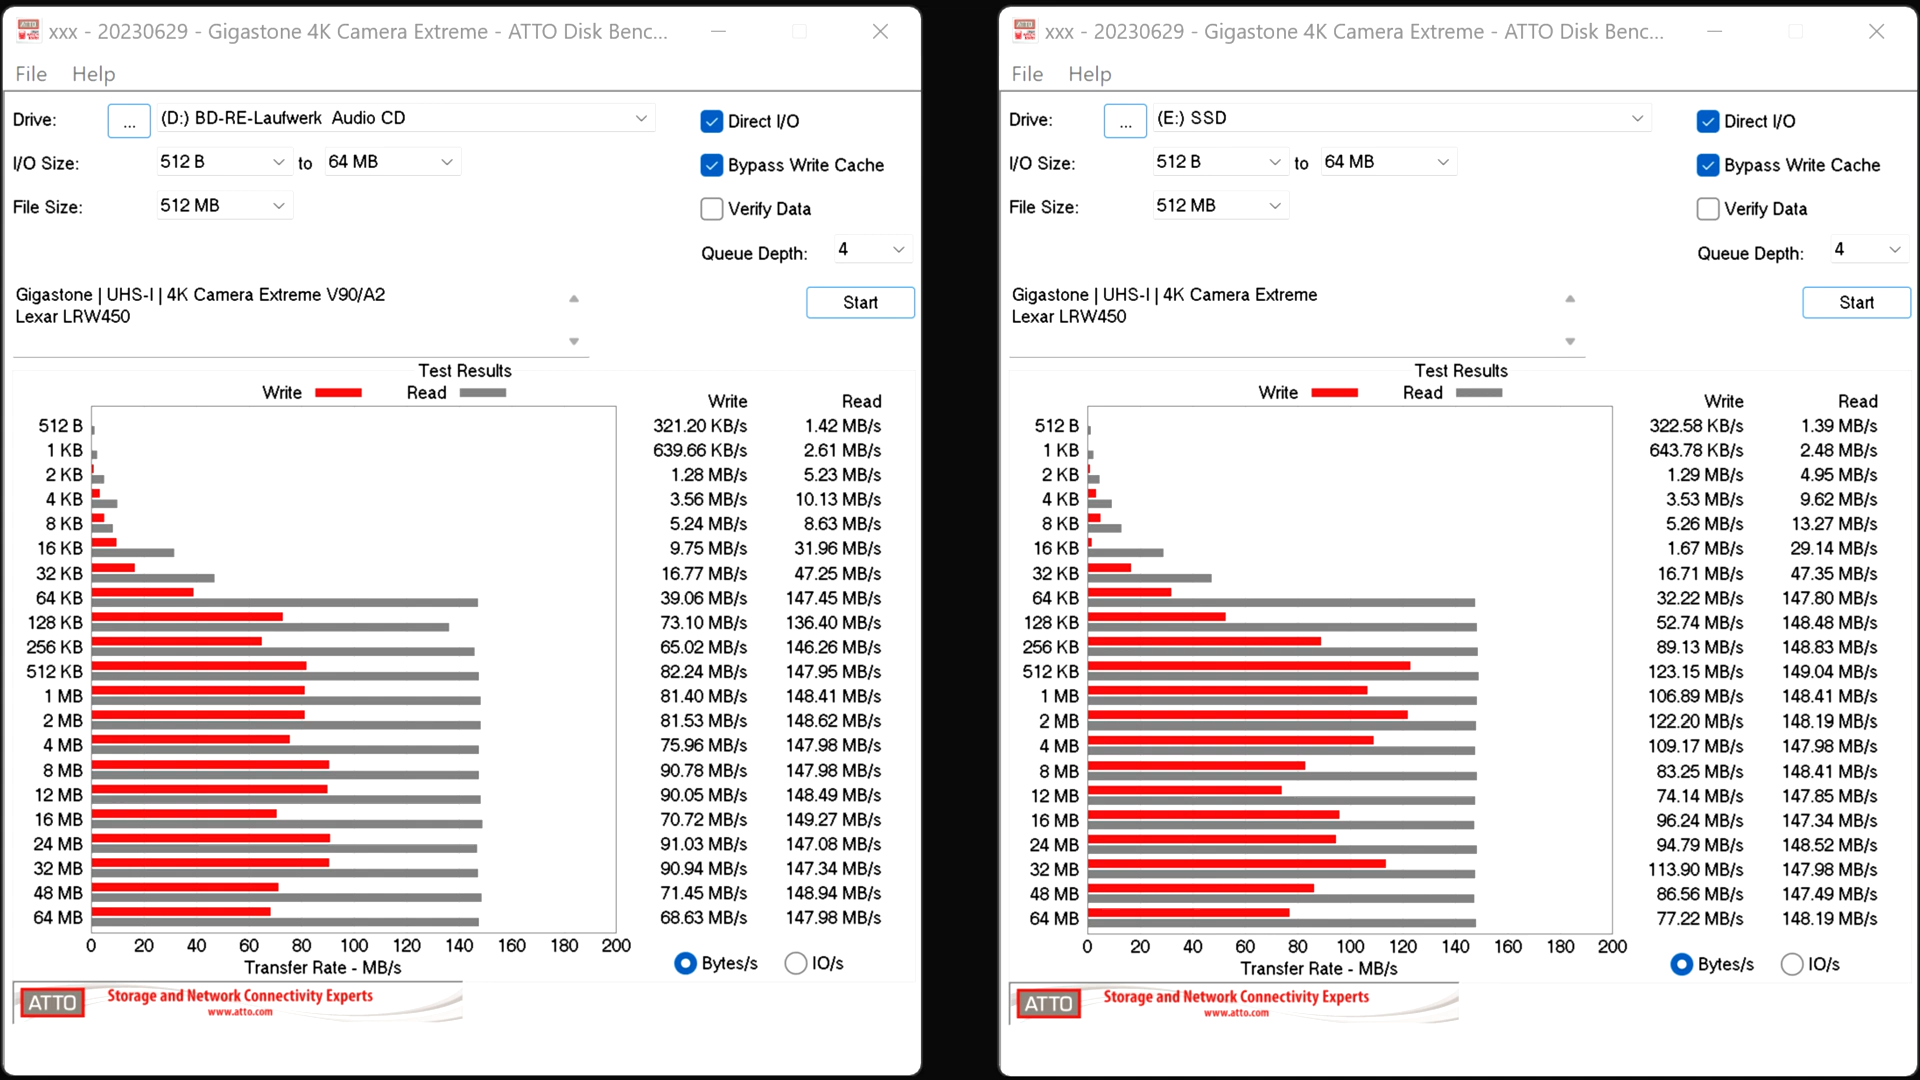 xxx - 20230629 - Gigastone 4K Camera Extreme - ATTO Disk Benc...
File Help
Drive: ... (D:) BD-RE-Laufwerk Audio CD
Direct I/O
I/O Size: 512 B to 64 MB
Bypass Write Cache
File Size: 512 MB
Verify Data
Queue Depth: 4
Gigastone | UHS-I | 4K Camera Extreme V90/A2
Lexar LRW450
Start
Test Results
Write Read
Write Read
512 B 321.20 KB/s 1.42 MB/s
1 KB 639.66 KB/s 2.61 MB/s
2 KB 1.28 MB/s 5.23 MB/s
4 KB 3.56 MB/s 10.13 MB/s
8 KB 5.24 MB/s 8.63 MB/s
16 KB 9.75 MB/s 31.96 MB/s
32 KB 16.77 MB/s 47.25 MB/s
64 KB 39.06 MB/s 147.45 MB/s
128 KB 73.10 MB/s 136.40 MB/s
256 KB 65.02 MB/s 146.26 MB/s
512 KB 82.24 MB/s 147.95 MB/s
1 MB 81.40 MB/s 148.41 MB/s
2 MB 81.53 MB/s 148.62 MB/s
4 MB 75.96 MB/s 147.98 MB/s
8 MB 90.78 MB/s 147.98 MB/s
12 MB 90.05 MB/s 148.49 MB/s
16 MB 70.72 MB/s 149.27 MB/s
24 MB 91.03 MB/s 147.08 MB/s
32 MB 90.94 MB/s 147.34 MB/s
48 MB 71.45 MB/s 148.94 MB/s
64 MB 68.63 MB/s 147.98 MB/s
0 20 40 60 80 100 120 140 160 180 200
Transfer Rate - MB/s
Bytes/s IO/s
ATTO Storage and Network Connectivity Experts
www.atto.com
xxx - 20230629 - Gigastone 4K Camera Extreme - ATTO Disk Benc...
File Help
Drive: ... (E:) SSD
Direct I/O
I/O Size: 512 B to 64 MB
Bypass Write Cache
File Size: 512 MB
Verify Data
Queue Depth: 4
Gigastone | UHS-I | 4K Camera Extreme
Lexar LRW450
Start
Test Results
Write Read
Write Read
512 B 322.58 KB/s 1.39 MB/s
1 KB 643.78 KB/s 2.48 MB/s
2 KB 1.29 MB/s 4.95 MB/s
4 KB 3.53 MB/s 9.62 MB/s
8 KB 5.26 MB/s 13.27 MB/s
16 KB 1.67 MB/s 29.14 MB/s
32 KB 16.71 MB/s 47.35 MB/s
64 KB 32.22 MB/s 147.80 MB/s
128 KB 52.74 MB/s 148.48 MB/s
256 KB 89.13 MB/s 148.83 MB/s
512 KB 123.15 MB/s 149.04 MB/s
1 MB 106.89 MB/s 148.41 MB/s
2 MB 122.20 MB/s 148.19 MB/s
4 MB 109.17 MB/s 147.98 MB/s
8 MB 83.25 MB/s 148.41 MB/s
12 MB 74.14 MB/s 147.85 MB/s
16 MB 96.24 MB/s 147.34 MB/s
24 MB 94.79 MB/s 148.52 MB/s
32 MB 113.90 MB/s 147.98 MB/s
48 MB 86.56 MB/s 147.49 MB/s
64 MB 77.22 MB/s 148.19 MB/s
0 20 40 60 80 100 120 140 160 180 200
Transfer Rate - MB/s
Bytes/s IO/s
ATTO Storage and Network Connectivity Experts
www.atto.com